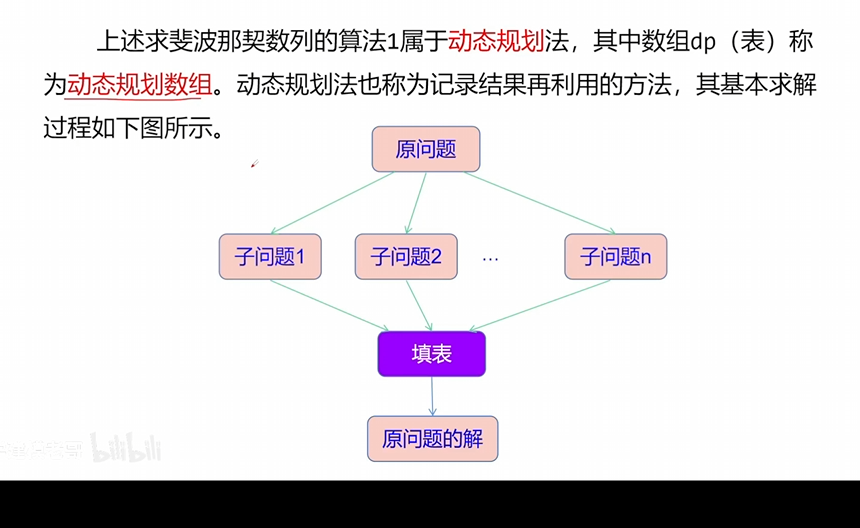 上述求斐波那契数列的算法1属于动态规划法，其中数组dp（表）称
为动态规划数组。动态规划法也称为记录结果再利用的方法，其基本求解
过程如下图所示。
原问题
子问题1 子问题2 … 子问题n
填表
原问题的解
bilibili